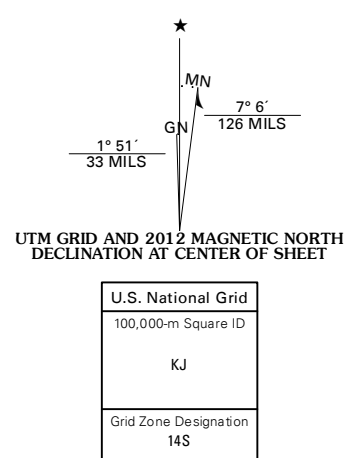 MN
7° 6´
126 MILS
GN
1° 51´
33 MILS
UTM GRID AND 2012 MAGNETIC NORTH
DECLINATION AT CENTER OF SHEET
U.S. National Grid
100,000-m Square ID
KJ
Grid Zone Designation
14S